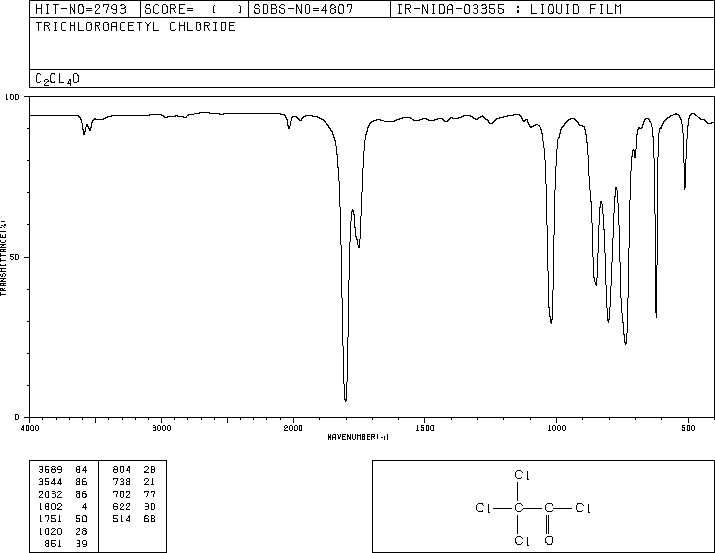 HIT-NO=2793 SCORE= ( ) SDBS-NO=4807 IR-NIDA-03355 : LIQUID FILM
TRICHLOROACETYL CHLORIDE
C2CL4O
100
50
0
TRANSMITTANCE(%)
4000 3000 2000 1500 1000 500
WAVENUMBER(-1)
3589 84 804 28
3544 86 738 21
2032 86 702 77
1802 4 622 30
1751 50 514 68
1020 28
851 39
Cl
Cl C C Cl
Cl O